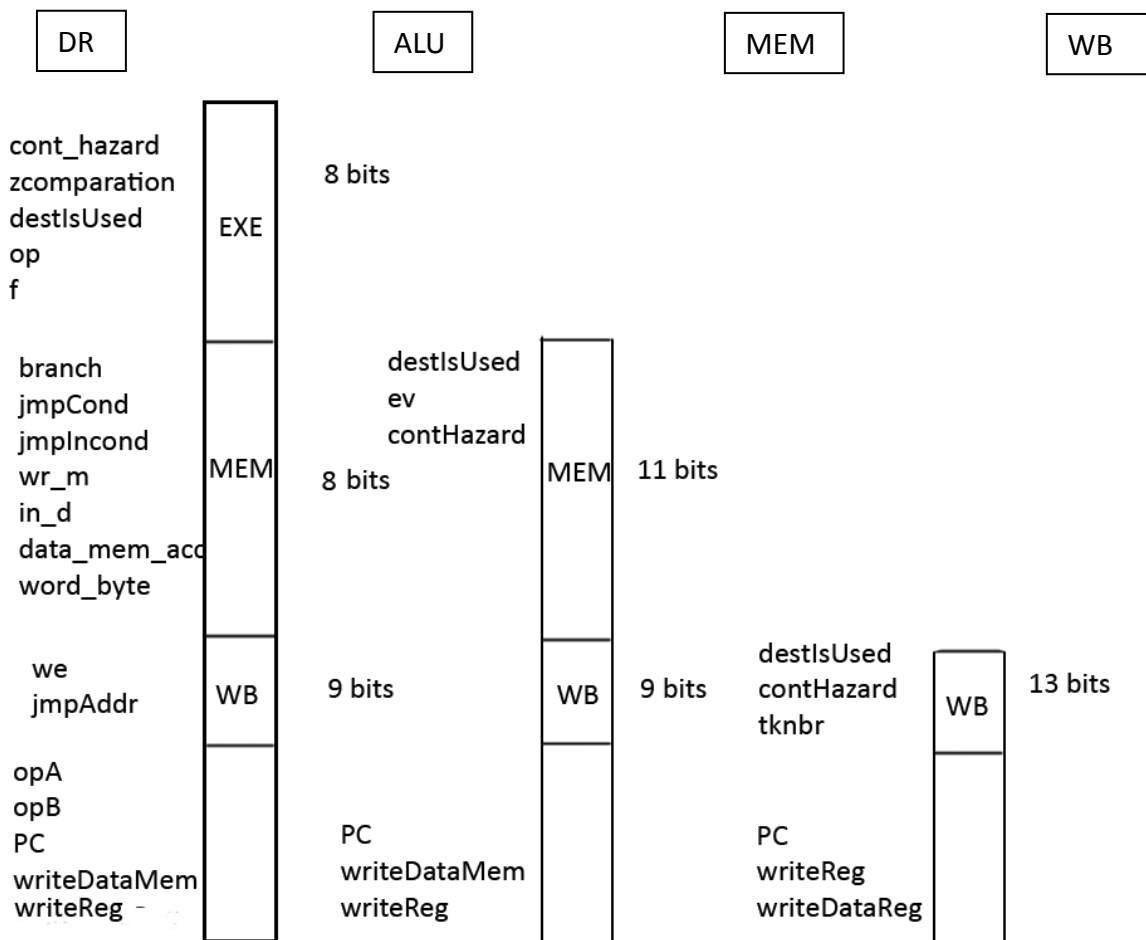 DR
ALU
MEM
WB
cont_hazard
zcomparation
destIsUsed
op
f
EXE
8 bits
branch
jmpCond
jmpIncond
wr_m
in_d
data_mem_acc
word_byte
MEM
8 bits
destIsUsed
ev
contHazard
MEM
11 bits
we
jmpAddr
WB
9 bits
WB
9 bits
destIsUsed
contHazard
tknbr
WB
13 bits
opA
opB
PC
writeDataMem
writeReg
PC
writeDataMem
writeReg
PC
writeReg
writeDataReg